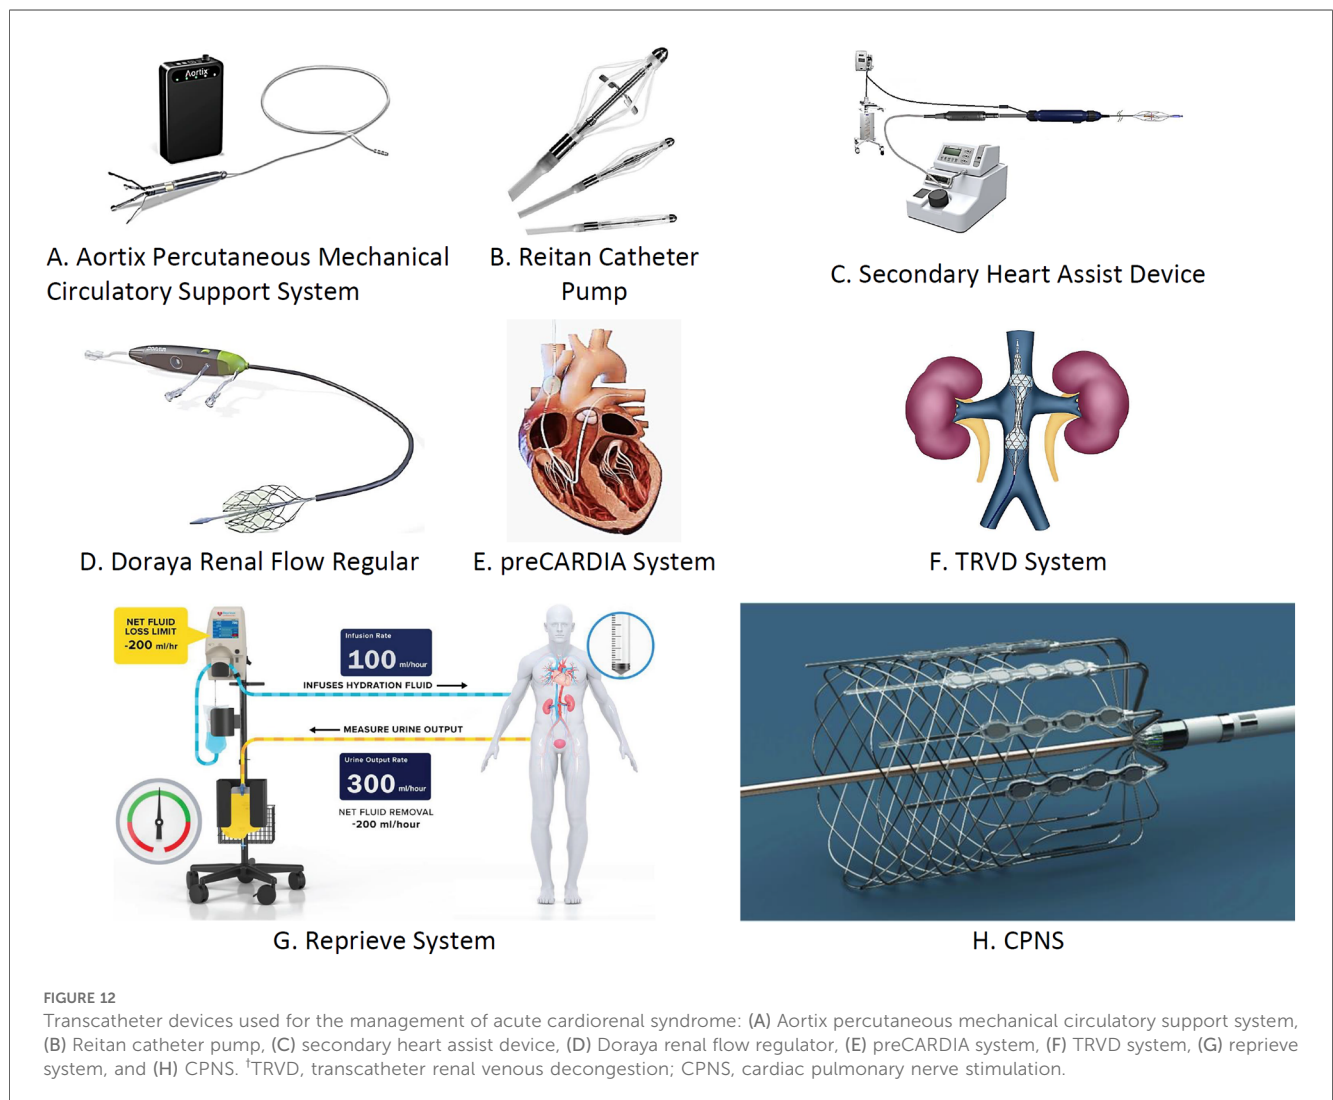 Aortix
A. Aortix Percutaneous Mechanical
Circulatory Support System
B. Reitan Catheter
Pump
C. Secondary Heart Assist Device
D. Doraya Renal Flow Regular
E. preCARDIA System
F. TRVD System
NET FLUID
LOSS LIMIT
-200 ml/hr
Infusion Rate
100 ml/hour
INFUSES HYDRATION FLUID
MEASURE URINE OUTPUT
Urine Output Rate
300 ml/hour
NET FLUID REMOVAL
-200 ml/hour
G. Reprieve System
H. CPNS
FIGURE 12
Transcatheter devices used for the management of acute cardiorenal syndrome: (A) Aortix percutaneous mechanical circulatory support system,
(B) Reitan catheter pump, (C) secondary heart assist device, (D) Doraya renal flow regulator, (E) preCARDIA system, (F) TRVD system, (G) reprieve
system, and (H) CPNS. †TRVD, transcatheter renal venous decongestion; CPNS, cardiac pulmonary nerve stimulation.